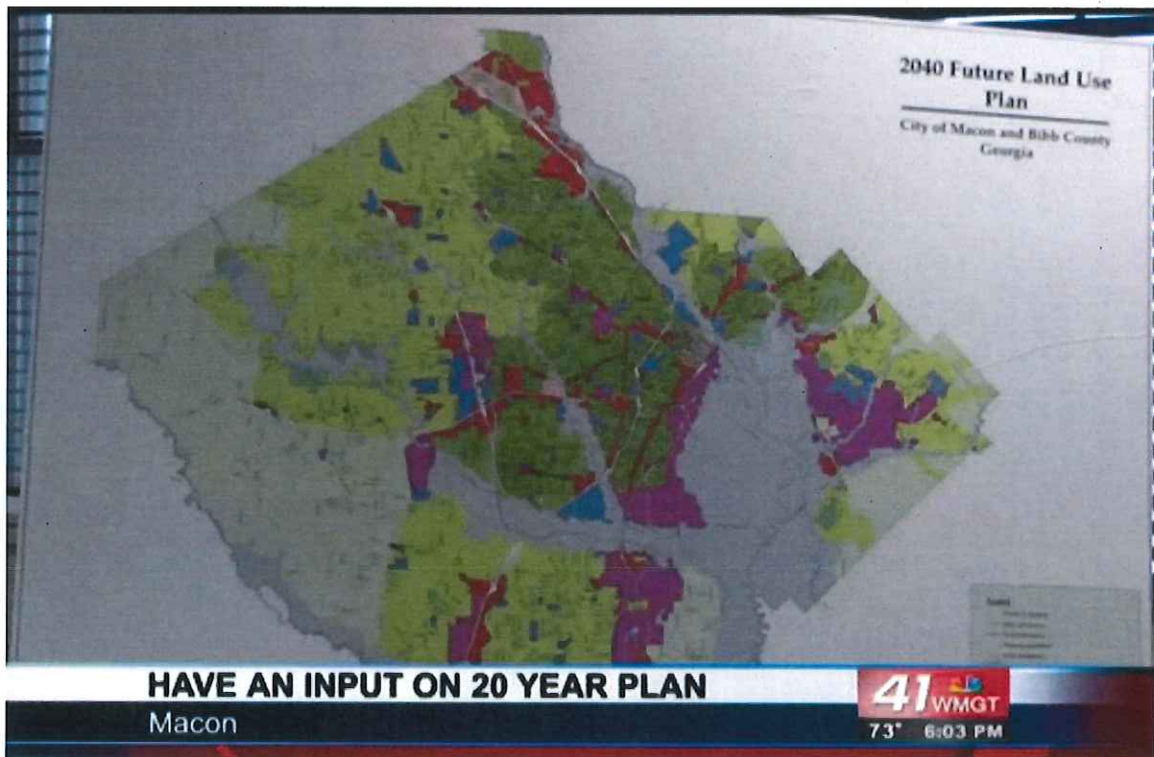 2040 Future Land Use
Plan
City of Macon and Bibb County
Georgia
HAVE AN INPUT ON 20 YEAR PLAN
Macon
41 WMGT
73° 6:03 PM